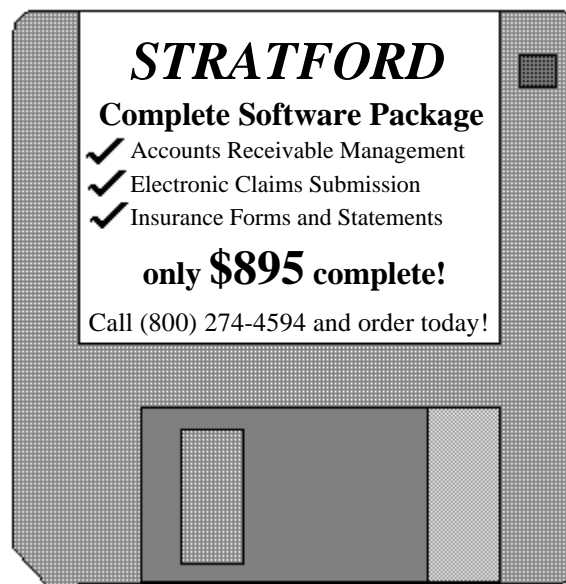 STRATFORD
Complete Software Package
Accounts Receivable Management
Electronic Claims Submission
Insurance Forms and Statements
only $895 complete!
Call (800) 274-4594 and order today!